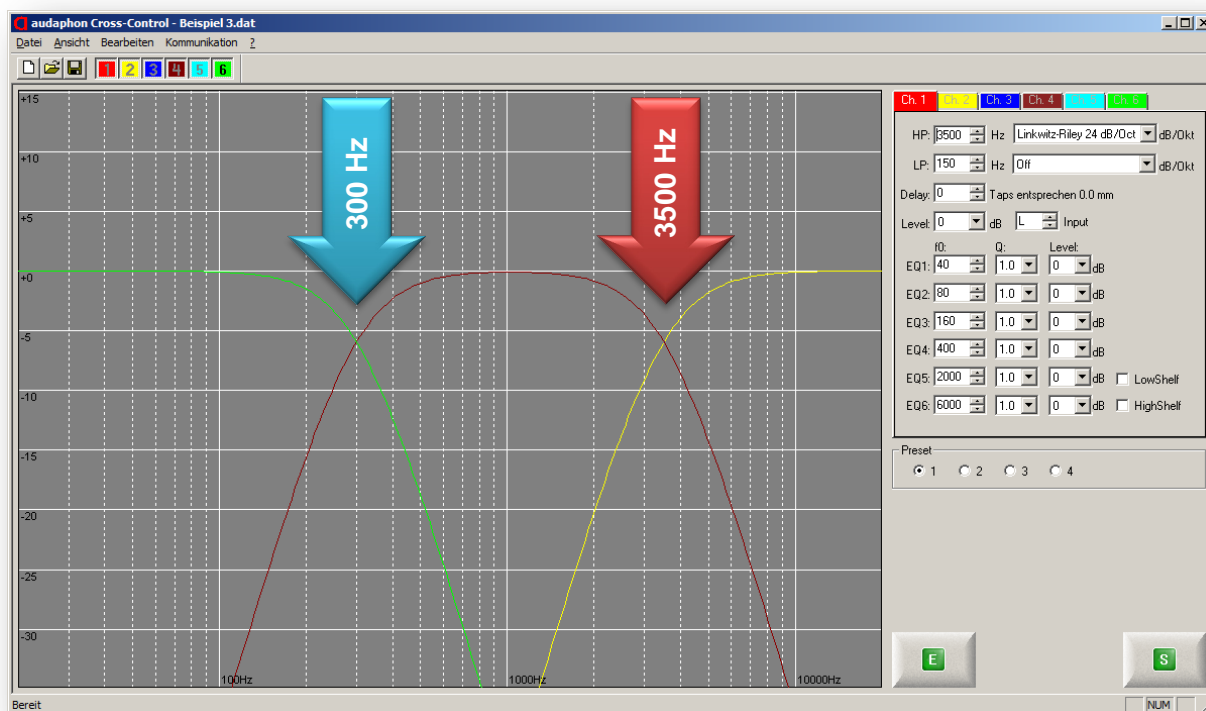 audaphon Cross-Control - Beispiel 3.dat
Datei Ansicht Bearbeiten Kommunikation ?
1 2 3 4 5 6
+15
+10
+5
+0
-5
-10
-15
-20
-25
-30
100Hz 1000Hz 10000Hz
300 Hz
3500 Hz
Ch. 1 Ch. 2 Ch. 3 Ch. 4 Ch. 6
HP: 3500 Hz Linkwitz-Riley 24 dB/Oct dB/Okt
LP: 150 Hz Off dB/Okt
Delay: 0 Taps entsprechen 0.0 mm
Level: 0 dB L Input
f0: Q: Level:
EQ1: 40 1.0 0 dB
EQ2: 80 1.0 0 dB
EQ3: 160 1.0 0 dB
EQ4: 400 1.0 0 dB
EQ5: 2000 1.0 0 dB LowShelf
EQ6: 6000 1.0 0 dB HighShelf
Preset
1 2 3 4
E S
Bereit NUM